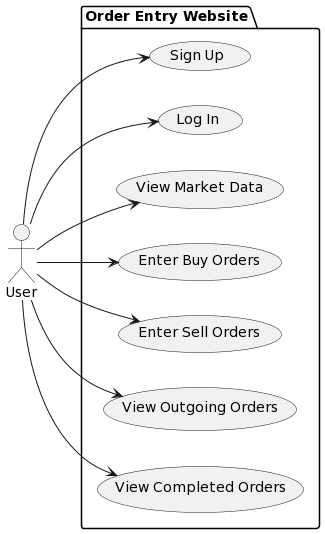 Order Entry Website
Sign Up
Log In
View Market Data
Enter Buy Orders
User
Enter Sell Orders
View Outgoing Orders
View Completed Orders